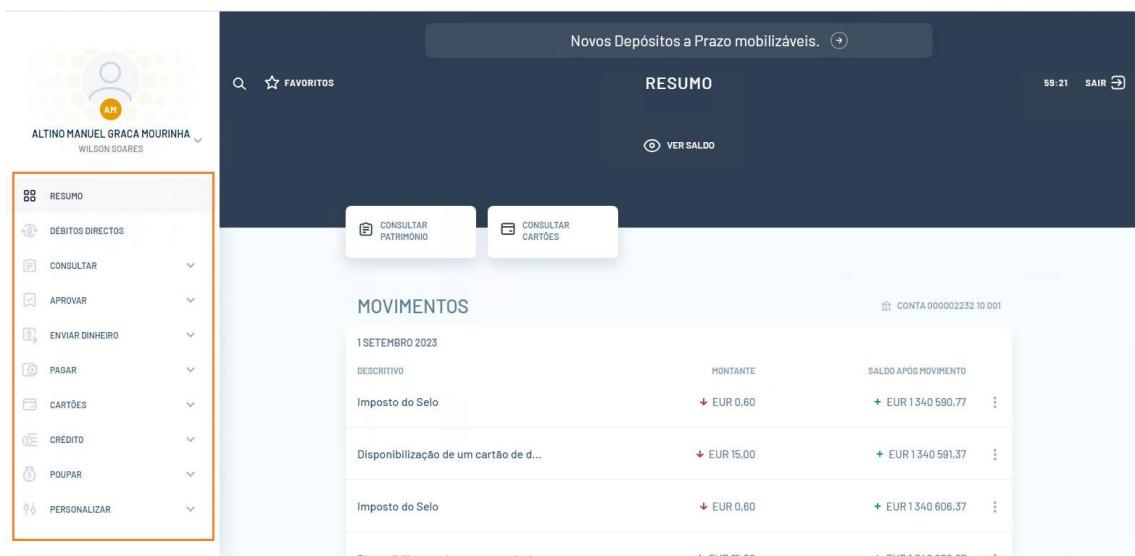 Novos Depósitos a Prazo mobilizáveis.
FAVORITOS
RESUMO
59:21 SAIR
VER SALDO
AM
ALTINO MANUEL GRACA MOURINHA
WILSON SOARES
RESUMO
DÉBITOS DIRECTOS
CONSULTAR
APROVAR
ENVIAR DINHEIRO
PAGAR
CARTÕES
CRÉDITO
POUPAR
PERSONALIZAR
CONSULTAR
PATRIMÓNIO
CONSULTAR
CARTÕES
MOVIMENTOS
CONTA 000002232 10 001
1 SETEMBRO 2023
DESCRITIVO MONTANTE SALDO APÓS MOVIMENTO
Imposto do Selo EUR 0,60 + EUR 1 340 590,77
Disponibilização de um cartão de d... EUR 15,00 + EUR 1 340 591,37
Imposto do Selo EUR 0,60 + EUR 1 340 606,37